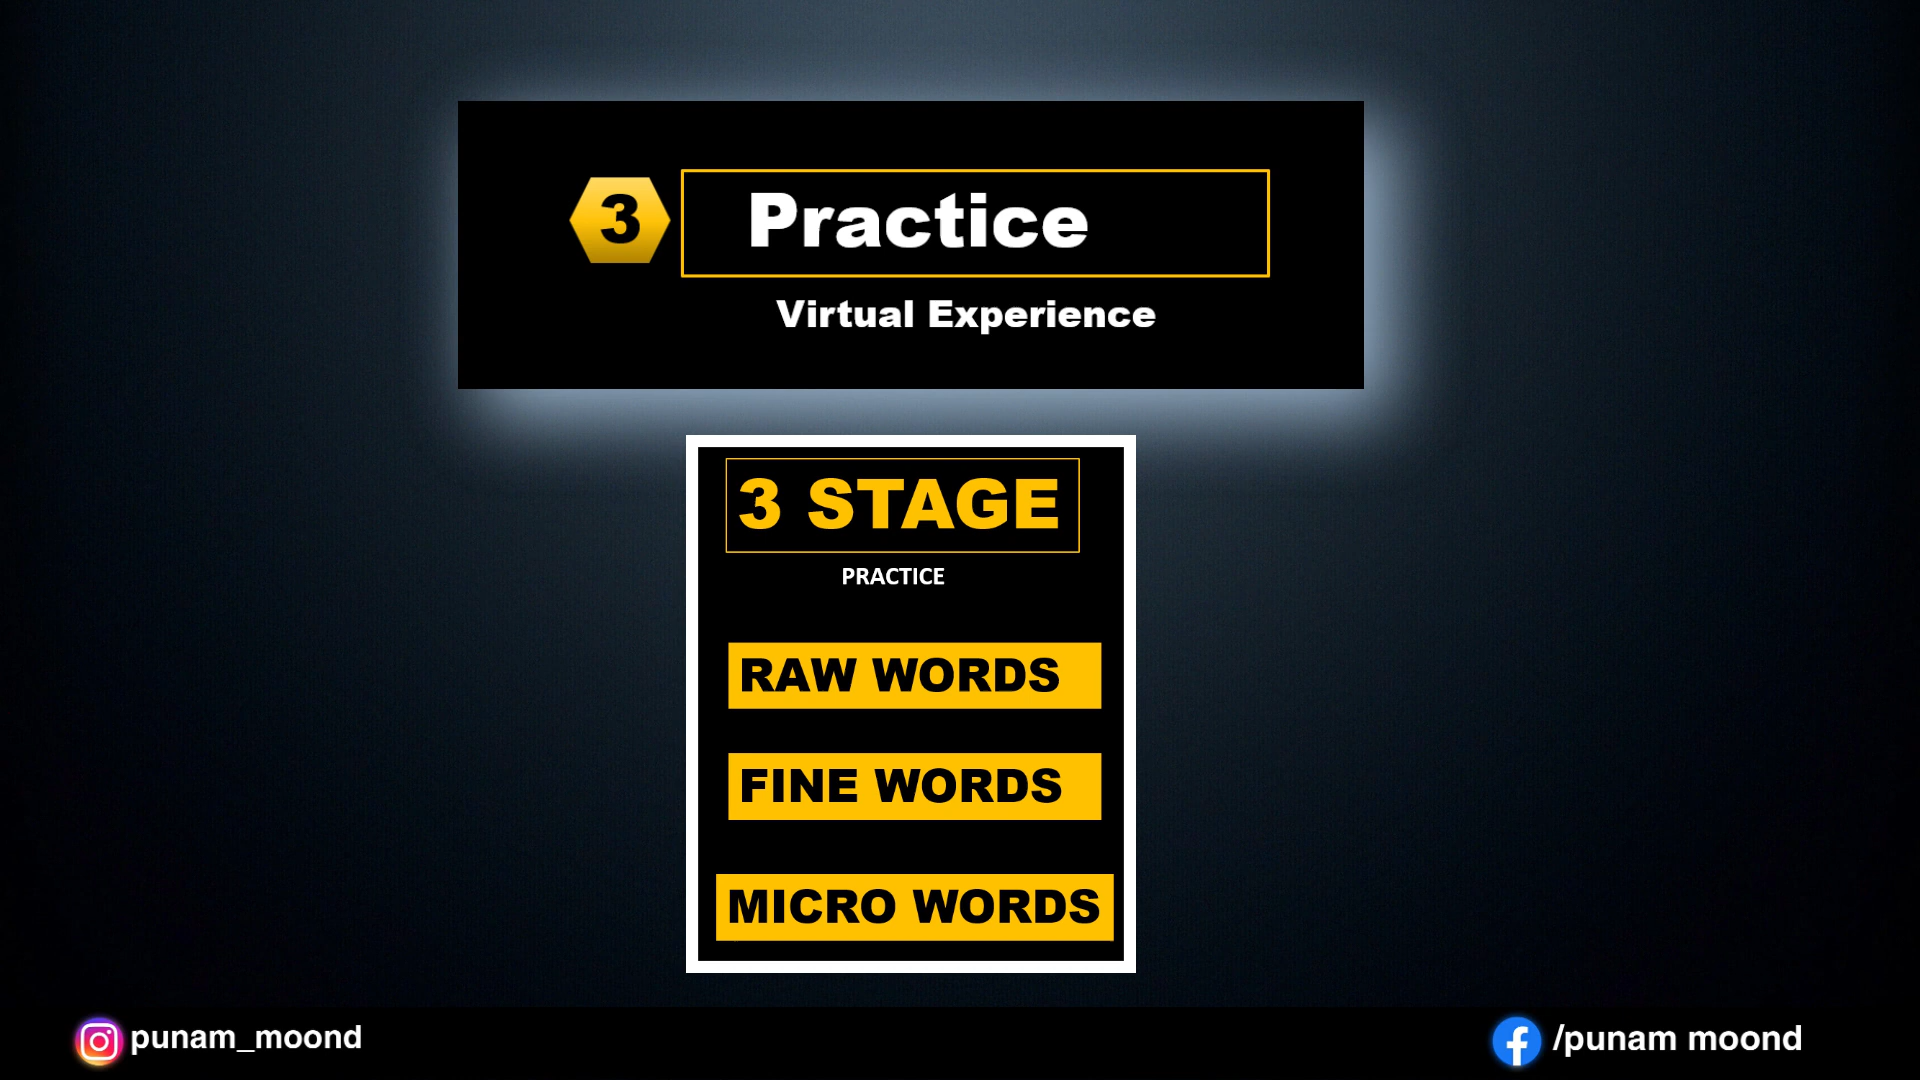 3 Practice
Virtual Experience
3 STAGE
PRACTICE
RAW WORDS
FINE WORDS
MICRO WORDS
punam_moond
/punam moond